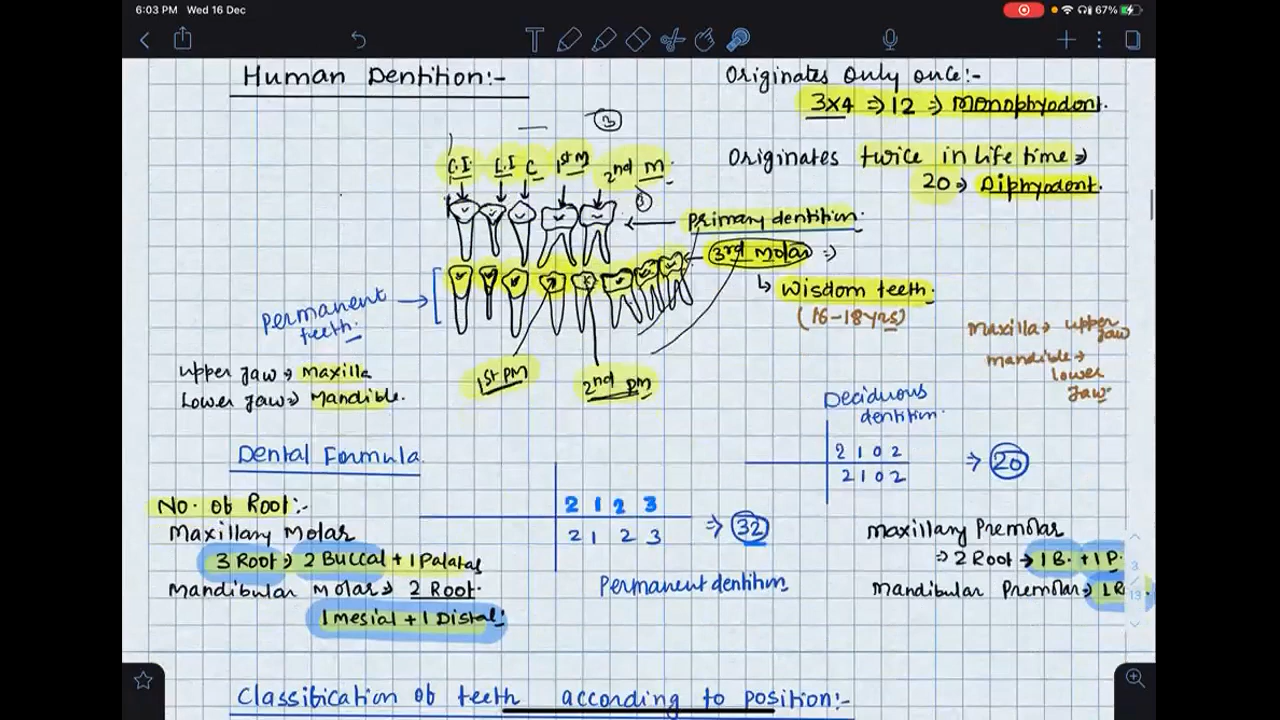 6:03 PM Wed 16 Dec
67%
Human Dentition:-
Originates Only once:-
3x4 ⇒ 12 ⇒ Monophyodont.
Originates twice in life time ⇒
20 ⇒ Diphyodont.
3
C.I L.I C 1st M 2nd M.
3
Primary dentition.
3rd molar ⇒
↳ Wisdom teeth.
(16-18yrs)
Permanent teeth.
Maxilla → upper Jaw
mandible → Lower Jaw
1st PM
2nd PM
upper Jaw → Maxilla
Lower Jaw → Mandible.
Deciduous
dentition.
2 1 0 2
2 1 0 2
⇒ 20
Dental Formula
2 1 2 3
2 1 2 3
⇒ 32
Permanent dentition
No. of Root:-
Maxillary Molar
3 Root → 2 Buccal + 1 Palatal
Mandibular Molar → 2 Root.
1 mesial + 1 Distal.
Maxillary Premolar
⇒ 2 Root → 1 B. + 1 P.
Mandibular Premolar → 1 R
3
13
Classification of teeth according to position:-